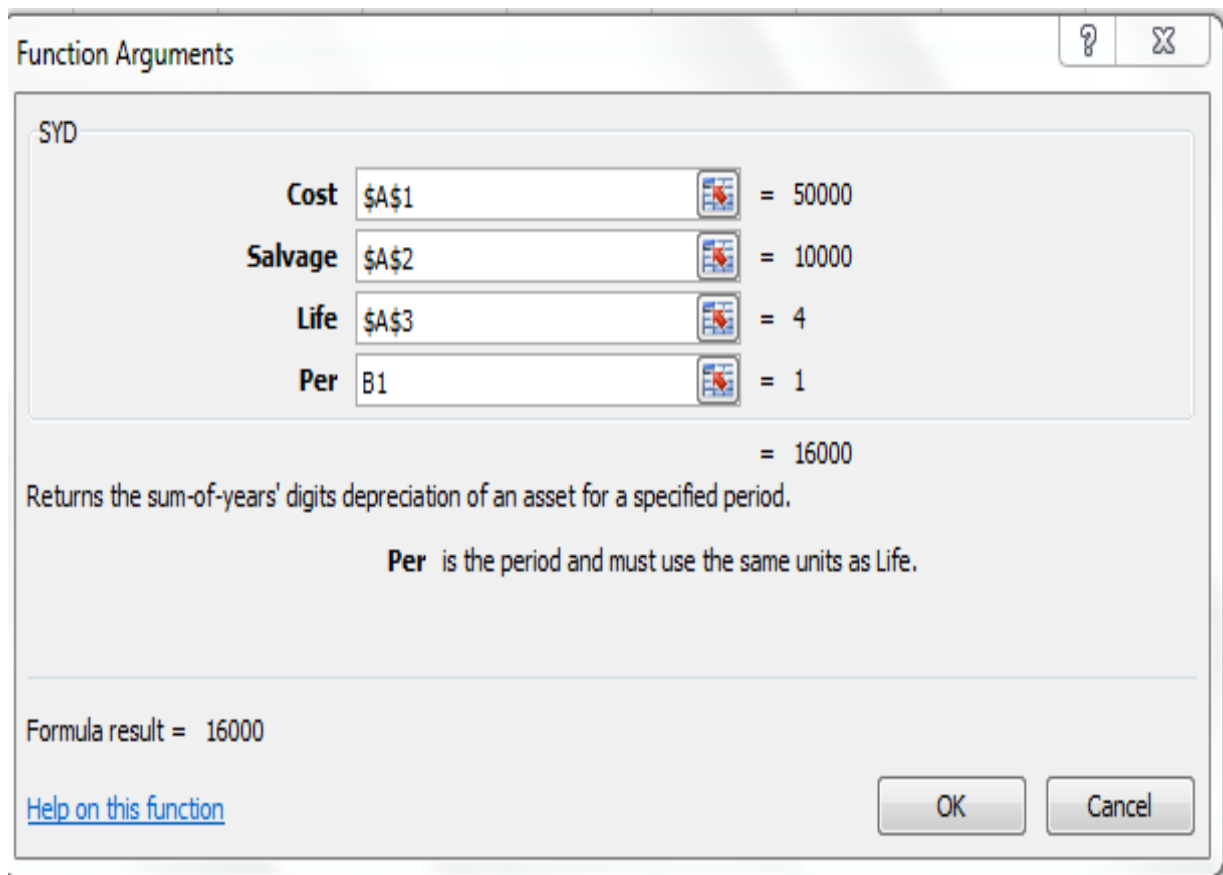 Function Arguments
SYD
Cost $A$1 = 50000
Salvage $A$2 = 10000
Life $A$3 = 4
Per B1 = 1
= 16000
Returns the sum-of-years' digits depreciation of an asset for a specified period.
Per is the period and must use the same units as Life.
Formula result = 16000
Help on this function OK Cancel